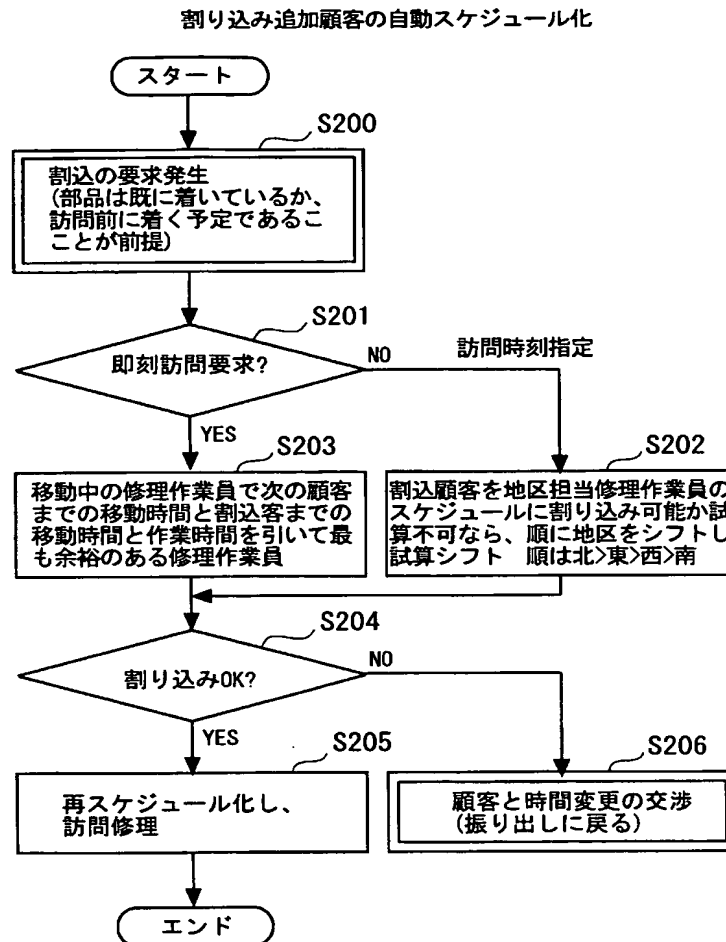 割り込み追加顧客の自動スケジュール化
スタート
S200
割込の要求発生
(部品は既に着いているか、
訪問前に着く予定であるこ
ことが前提)
S201
即刻訪問要求?
NO
訪問時刻指定
YES
S203
移動中の修理作業員で次の顧客
までの移動時間と割込客までの
移動時間と作業時間を引いて最
も余裕のある修理作業員
S202
割込顧客を地区担当修理作業員の
スケジュールに割り込み可能か試
算不可なら、順に地区をシフトし
試算シフト 順は北>東>西>南
S204
割り込みOK?
NO
YES
S205
再スケジュール化し、
訪問修理
S206
顧客と時間変更の交渉
(振り出しに戻る)
エンド